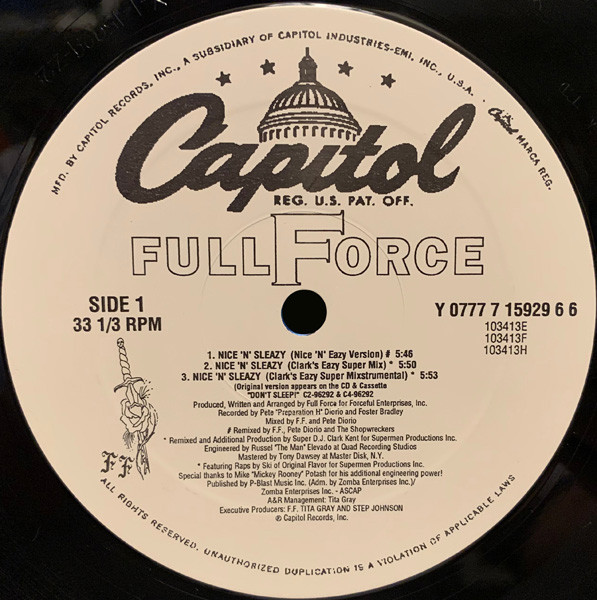 MFD. BY CAPITOL RECORDS, INC., A SUBSIDIARY OF CAPITOL INDUSTRIES-EMI, INC., U.S.A. · Capitol MARCA REG.
Capitol
REG. U.S. PAT. OFF.
FULL FORCE
SIDE 1
33 1/3 RPM
Y 0777 7 15929 6 6
103413E
103413F
103413H
1. NICE 'N' SLEAZY (Nice 'N' Eazy Version) # 5:46
2. NICE 'N' SLEAZY (Clark's Eazy Super Mix) * 5:50
3. NICE 'N' SLEAZY (Clark's Eazy Super Mixstrumental) * 5:53
(Original version appears on the CD & Cassette
"DON'T SLEEP!" C2-96292 & C4-96292
Produced, Written and Arranged by Full Force for Forceful Enterprises, Inc.
Recorded by Pete "Preparation H" Diorio and Foster Bradley
Mixed by F.F. and Pete Diorio
# Remixed by F.F., Pete Diorio and The Shopwreckers
* Remixed and Additional Production by Super D.J. Clark Kent for Supermen Productions Inc.
Engineered by Russel "The Man" Elevado at Quad Recording Studios
Mastered by Tony Dawsey at Master Disk, N.Y.
* Featuring Raps by Ski of Original Flavor for Supermen Productions Inc.
Special thanks to Mike "Mickey Rooney" Potash for his additional engineering power!
Published by P-Blast Music Inc. (Adm. by Zomba Enterprises Inc.)/
Zomba Enterprises Inc. - ASCAP
A&R Management: Tita Gray
Executive Producers: F.F. TITA GRAY AND STEP JOHNSON
℗ Capitol Records, Inc.
FF
ALL RIGHTS RESERVED. UNAUTHORIZED DUPLICATION IS A VIOLATION OF APPLICABLE LAWS